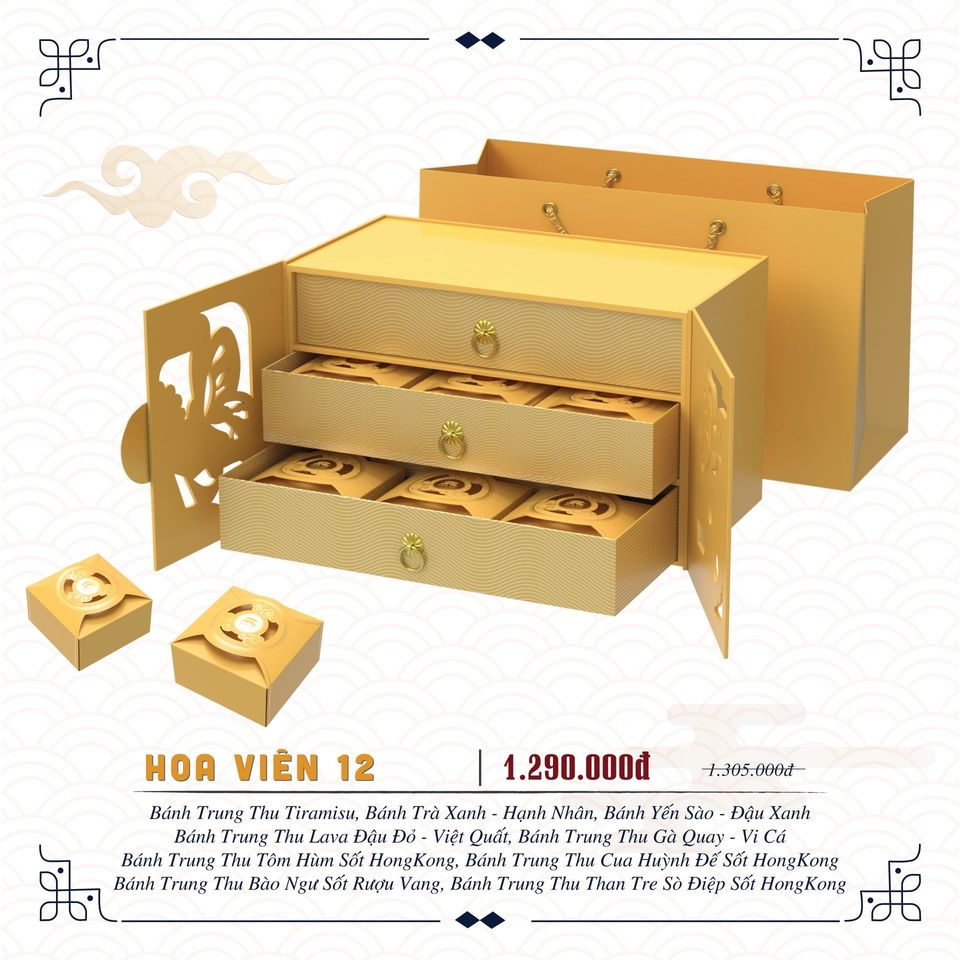 HOA VIÊN 12 | 1.290.000đ 1.305.000đ
Bánh Trung Thu Tiramisu, Bánh Trà Xanh - Hạnh Nhân, Bánh Yến Sào - Đậu Xanh
Bánh Trung Thu Lava Đậu Đỏ - Việt Quất, Bánh Trung Thu Gà Quay - Vi Cá
Bánh Trung Thu Tôm Hùm Sốt HongKong, Bánh Trung Thu Cua Huỳnh Đế Sốt HongKong
Bánh Trung Thu Bào Ngư Sốt Rượu Vang, Bánh Trung Thu Than Tre Sò Điệp Sốt HongKong